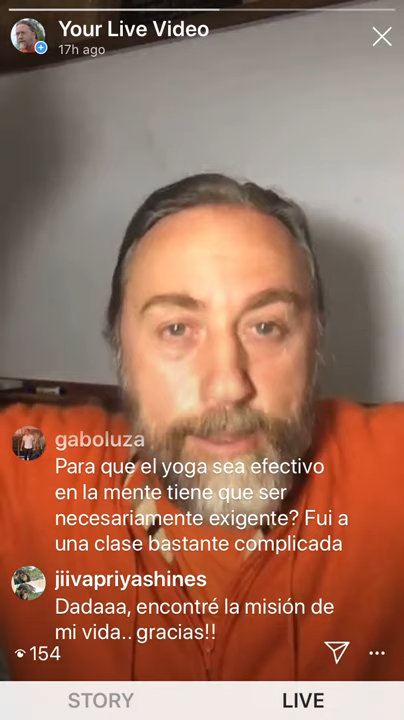 Your Live Video
17h ago
gaboluza
Para que el yoga sea efectivo
en la mente tiene que ser
necesariamente exigente? Fui a
una clase bastante complicada
jiivapriyashines
Dadaaa, encontré la misión de
mi vida.. gracias!!
154
STORY
LIVE